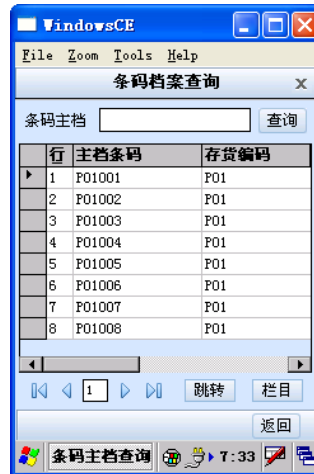 WindowsCE
File Zoom Tools Help
条码档案查询 x
条码主档 查询
行 主档条码 存货编码
1 P01001 P01
2 P01002 P01
3 P01003 P01
4 P01004 P01
5 P01005 P01
6 P01006 P01
7 P01007 P01
8 P01008 P01
1 跳转 栏目
返回
条码主档查询 7:33